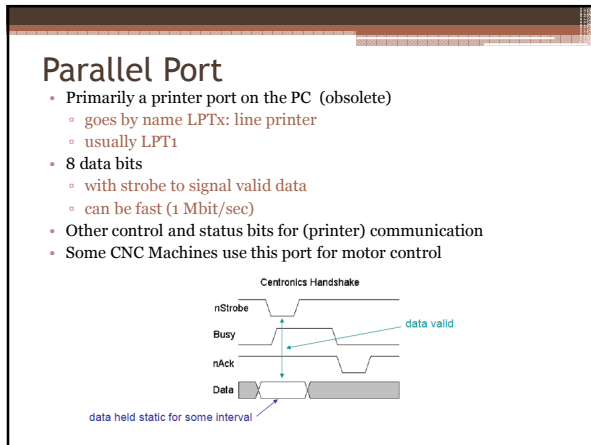 Parallel Port
• Primarily a printer port on the PC (obsolete)
▫ goes by name LPTx: line printer
▫ usually LPT1
• 8 data bits
▫ with strobe to signal valid data
▫ can be fast (1 Mbit/sec)
• Other control and status bits for (printer) communication
• Some CNC Machines use this port for motor control
Centronics Handshake
nStrobe
data valid
Busy
nAck
Data
data held static for some interval